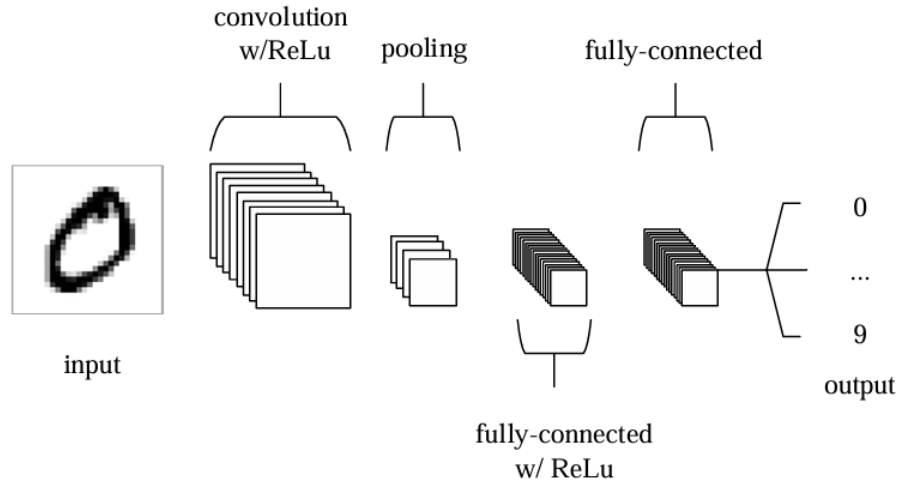 convolution
w/ReLu
pooling
fully-connected
0
...
9
input
output
fully-connected
w/ ReLu